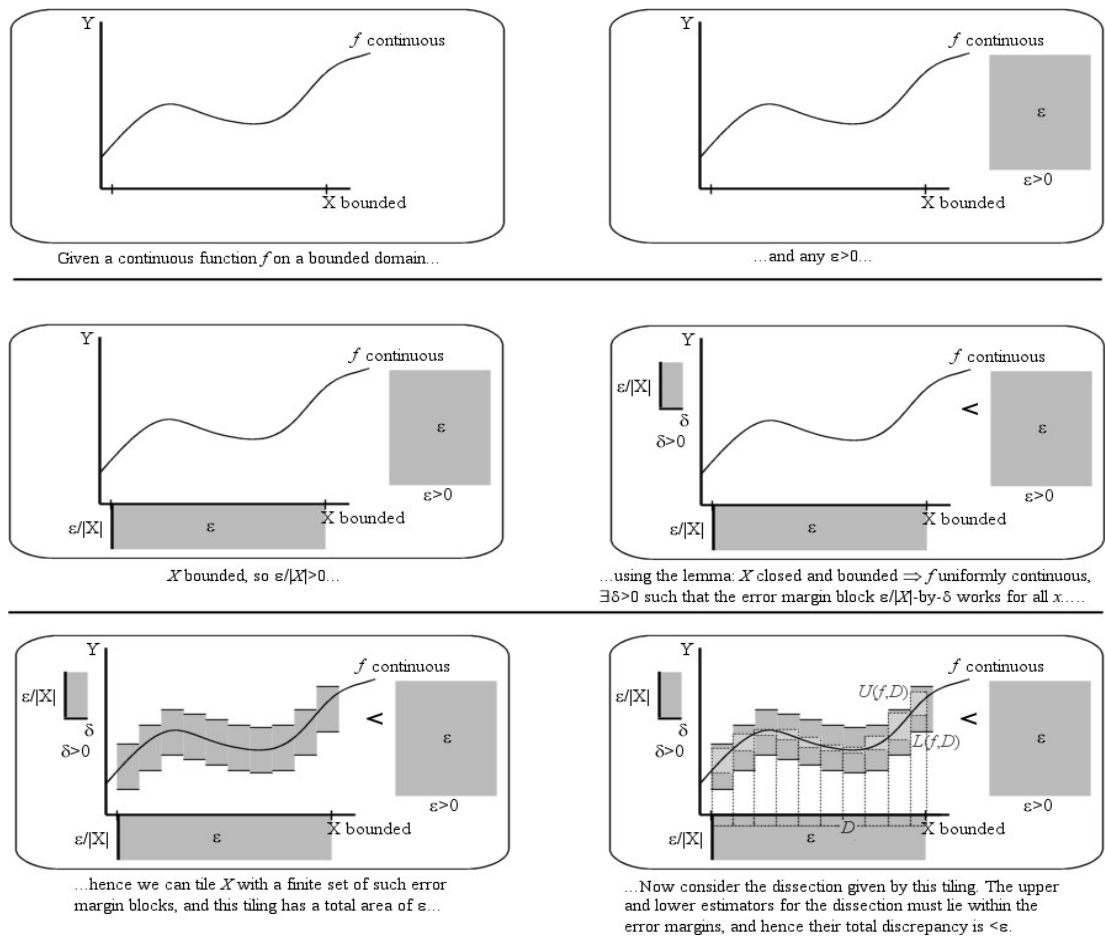 Y
f continuous
X bounded
Given a continuous function f on a bounded domain…
Y
f continuous
ε
ε>0
X bounded
…and any ε>0…
Y
f continuous
ε
ε>0
X bounded
ε/|X|
ε
X bounded, so ε/|X|>0…
Y
f continuous
ε/|X|
δ
δ>0
<
ε
ε>0
X bounded
ε/|X|
ε
…using the lemma: X closed and bounded ⇒ f uniformly continuous,
∃δ>0 such that the error margin block ε/|X|-by-δ works for all x…..
Y
f continuous
ε/|X|
δ
δ>0
<
ε
ε>0
X bounded
ε/|X|
ε
…hence we can tile X with a finite set of such error
margin blocks, and this tiling has a total area of ε…
Y
f continuous
ε/|X|
U(f,D)
δ
δ>0
<
L(f,D)
ε
ε>0
D
X bounded
ε/|X|
ε
…Now consider the dissection given by this tiling. The upper
and lower estimators for the dissection must lie within the
error margins, and hence their total discrepancy is <ε.